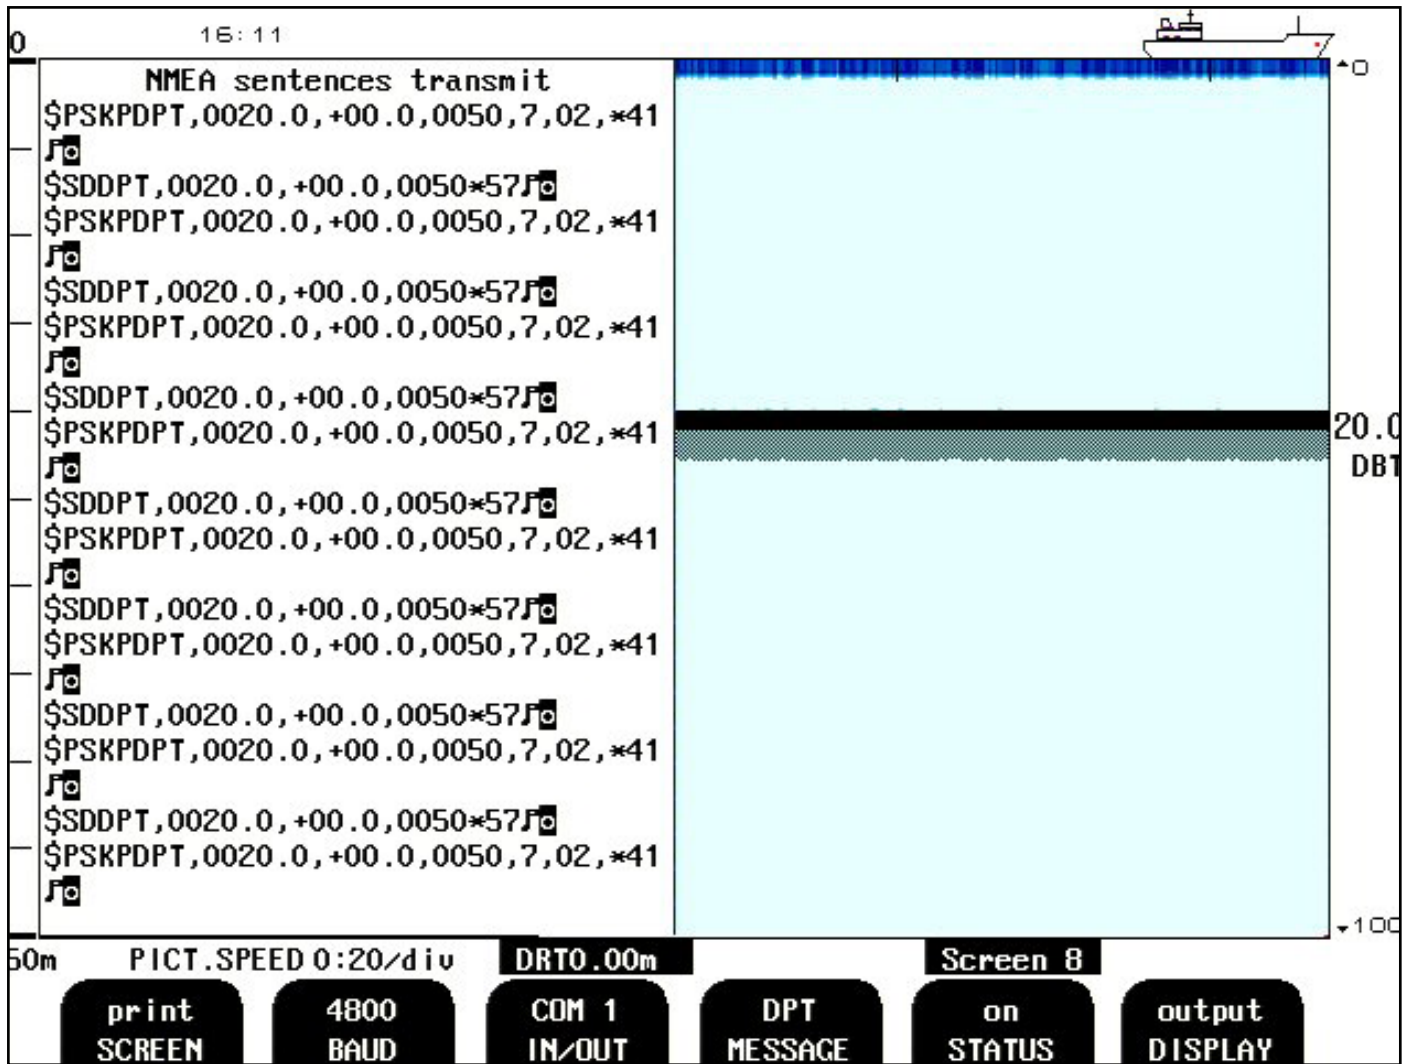 0 16:11
NMEA sentences transmit
$PSKPDPT,0020.0,+00.0,0050,7,02,*41
♪◙
$SDDPT,0020.0,+00.0,0050*57♪◙
$PSKPDPT,0020.0,+00.0,0050,7,02,*41
♪◙
$SDDPT,0020.0,+00.0,0050*57♪◙
$PSKPDPT,0020.0,+00.0,0050,7,02,*41
♪◙
$SDDPT,0020.0,+00.0,0050*57♪◙
$PSKPDPT,0020.0,+00.0,0050,7,02,*41
♪◙
$SDDPT,0020.0,+00.0,0050*57♪◙
$PSKPDPT,0020.0,+00.0,0050,7,02,*41
♪◙
$SDDPT,0020.0,+00.0,0050*57♪◙
$PSKPDPT,0020.0,+00.0,0050,7,02,*41
♪◙
$SDDPT,0020.0,+00.0,0050*57♪◙
$PSKPDPT,0020.0,+00.0,0050,7,02,*41
♪◙
$SDDPT,0020.0,+00.0,0050*57♪◙
$PSKPDPT,0020.0,+00.0,0050,7,02,*41
♪◙
0
20.0
DBT
100
50m PICT.SPEED 0:20/div DRT0.00m Screen 8
print 4800 COM 1 DPT on output
SCREEN BAUD IN/OUT MESSAGE STATUS DISPLAY